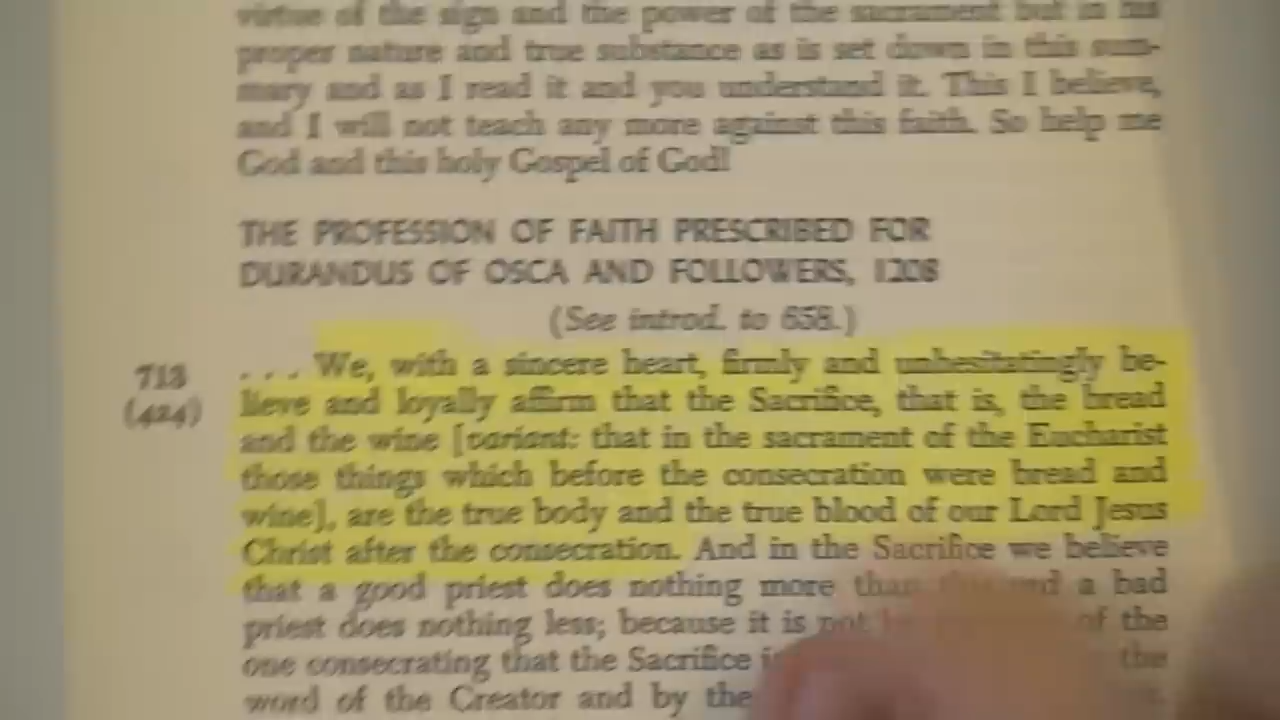 virtue of the sign and the power of the sacrament but in his
proper nature and true substance as is set down in this sum-
mary and as I read it and you understand it. This I believe,
and I will not teach any more against this faith. So help me
God and this holy Gospel of God!
THE PROFESSION OF FAITH PRESCRIBED FOR
DURANDUS OF OSCA AND FOLLOWERS, 1208
(See introd. to 658.)
713
. . . We, with a sincere heart, firmly and unhesitatingly be-
(424)
lieve and loyally affirm that the Sacrifice, that is, the bread
and the wine [variant: that in the sacrament of the Eucharist
those things which before the consecration were bread and
wine], are the true body and the true blood of our Lord Jesus
Christ after the consecration. And in the Sacrifice we believe
that a good priest does nothing more than a bad
priest does nothing less; because it is not of the
one consecrating that the Sacrifice the
word of the Creator and by the